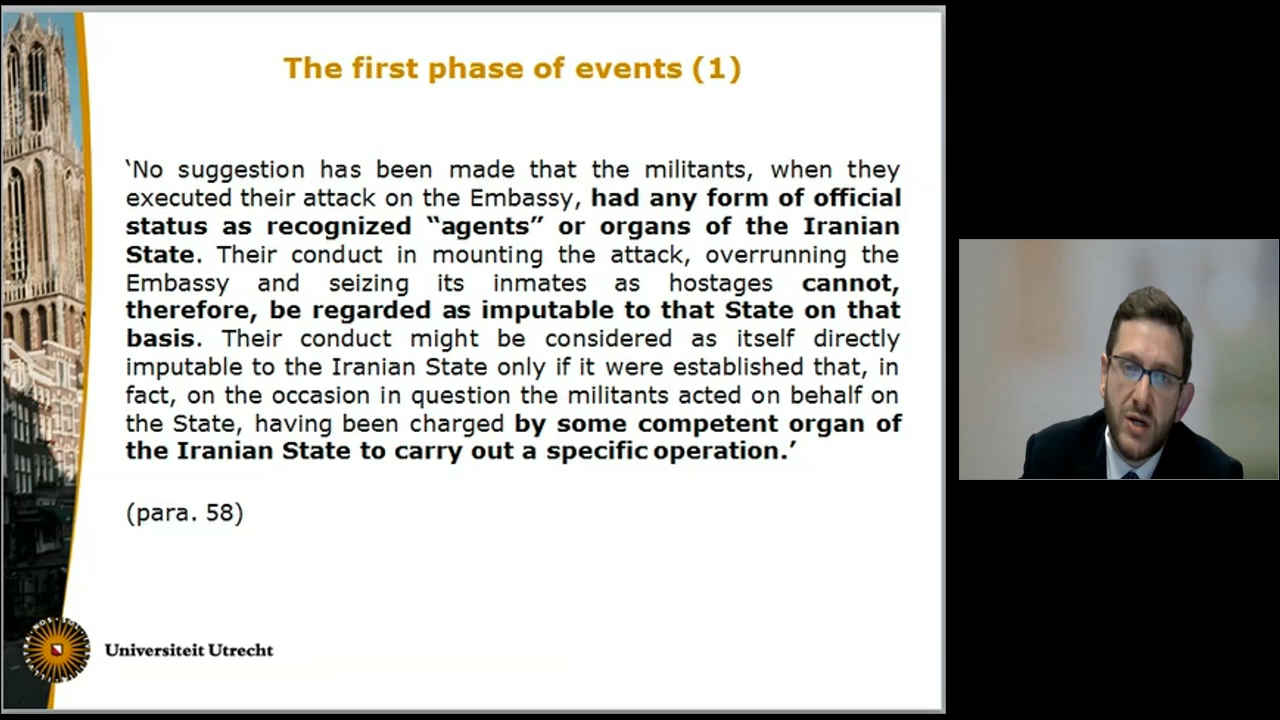 The first phase of events (1)
‘No suggestion has been made that the militants, when they
executed their attack on the Embassy, had any form of official
status as recognized “agents” or organs of the Iranian
State. Their conduct in mounting the attack, overrunning the
Embassy and seizing its inmates as hostages cannot,
therefore, be regarded as imputable to that State on that
basis. Their conduct might be considered as itself directly
imputable to the Iranian State only if it were established that, in
fact, on the occasion in question the militants acted on behalf on
the State, having been charged by some competent organ of
the Iranian State to carry out a specific operation.’
(para. 58)
Universiteit Utrecht